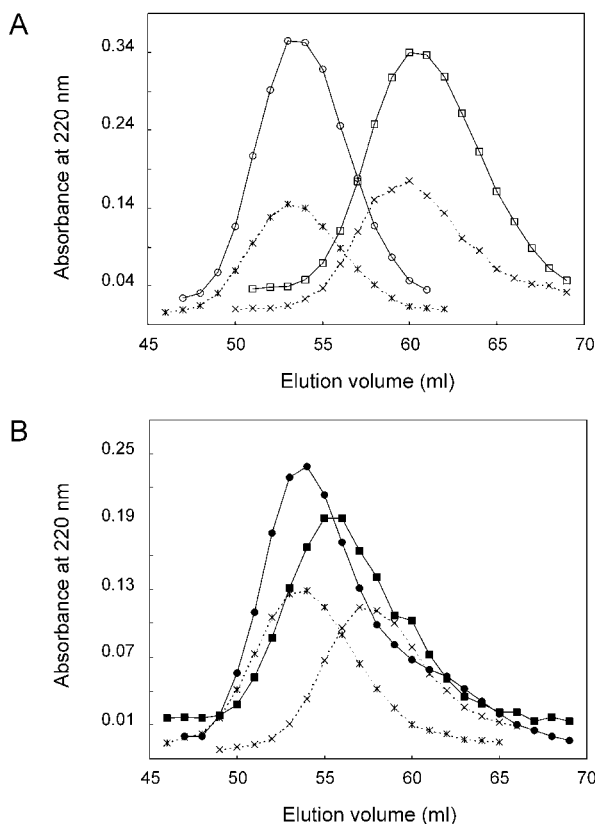 A
Absorbance at 220 nm
0.34
0.24
0.14
0.04
45 50 55 60 65 70
Elution volume (ml)
B
Absorbance at 220 nm
0.25
0.19
0.13
0.07
0.01
45 50 55 60 65 70
Elution volume (ml)